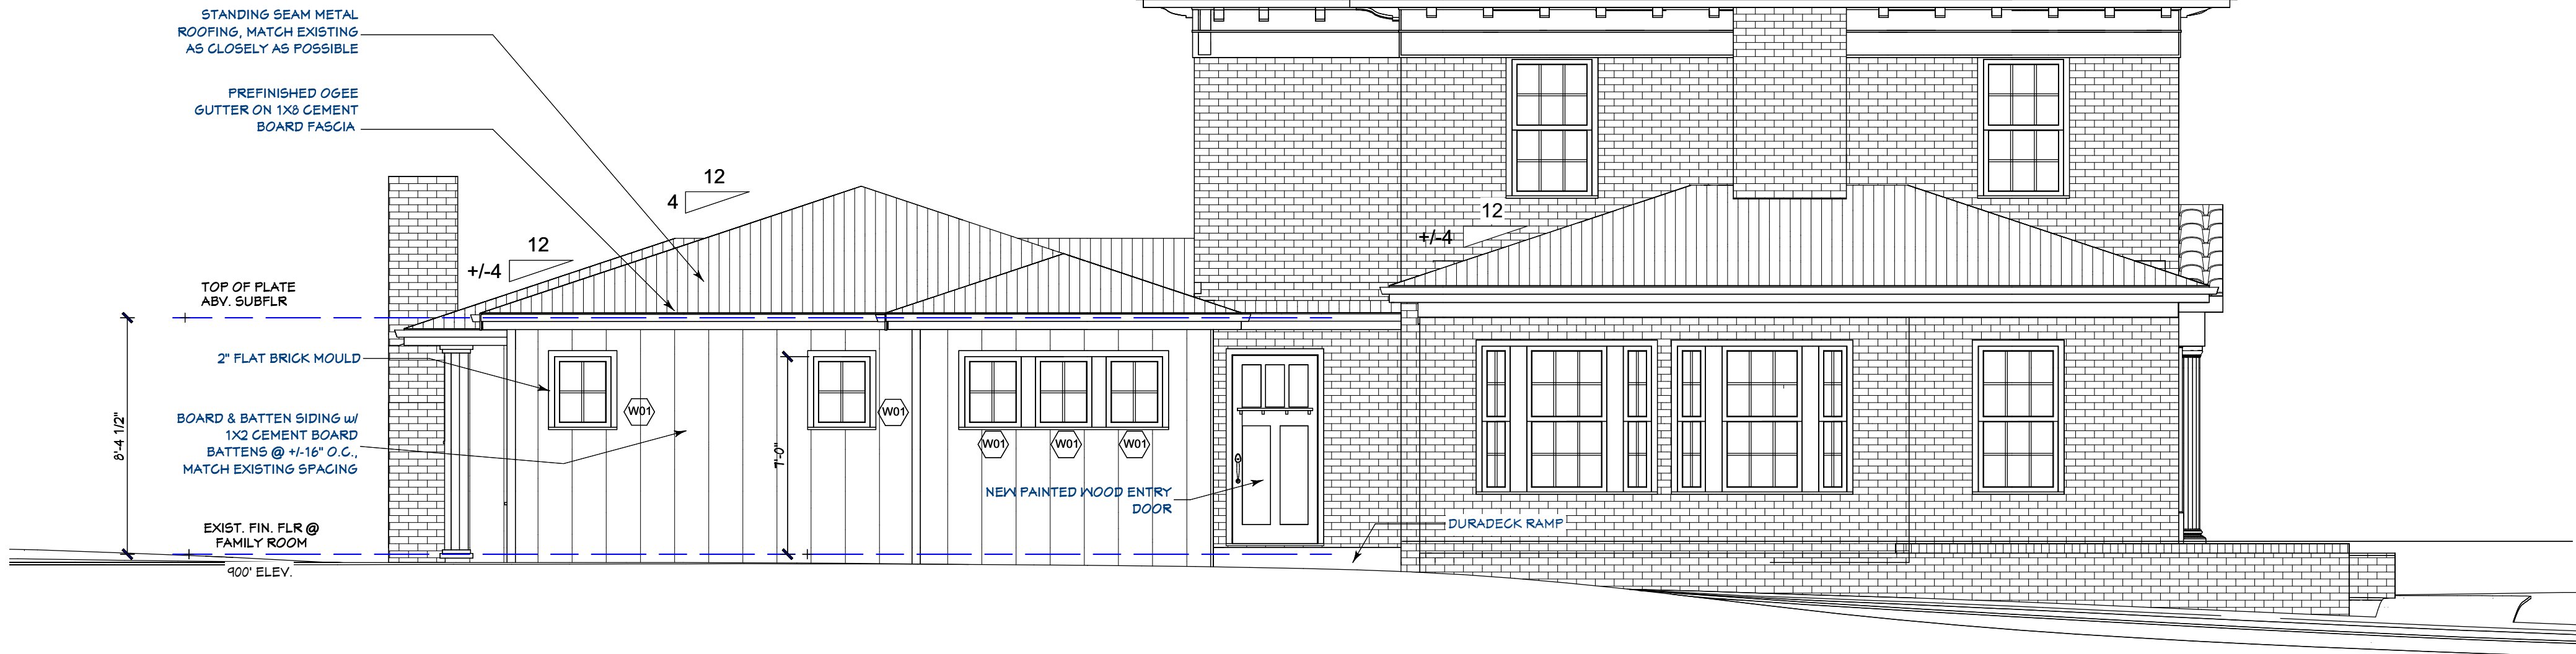 STANDING SEAM METAL
ROOFING, MATCH EXISTING
AS CLOSELY AS POSSIBLE
PREFINISHED OGEE
GUTTER ON 1X8 CEMENT
BOARD FASCIA
12
4
12
+/-4
12
+/-4
TOP OF PLATE
ABV. SUBFLR
2" FLAT BRICK MOULD
W01
W01
BOARD & BATTEN SIDING w/
1X2 CEMENT BOARD
BATTENS @ +/-16" O.C.,
MATCH EXISTING SPACING
8'-4 1/2"
7'-0"
W01
W01
W01
NEW PAINTED WOOD ENTRY
DOOR
DURADECK RAMP
EXIST. FIN. FLR @
FAMILY ROOM
900' ELEV.